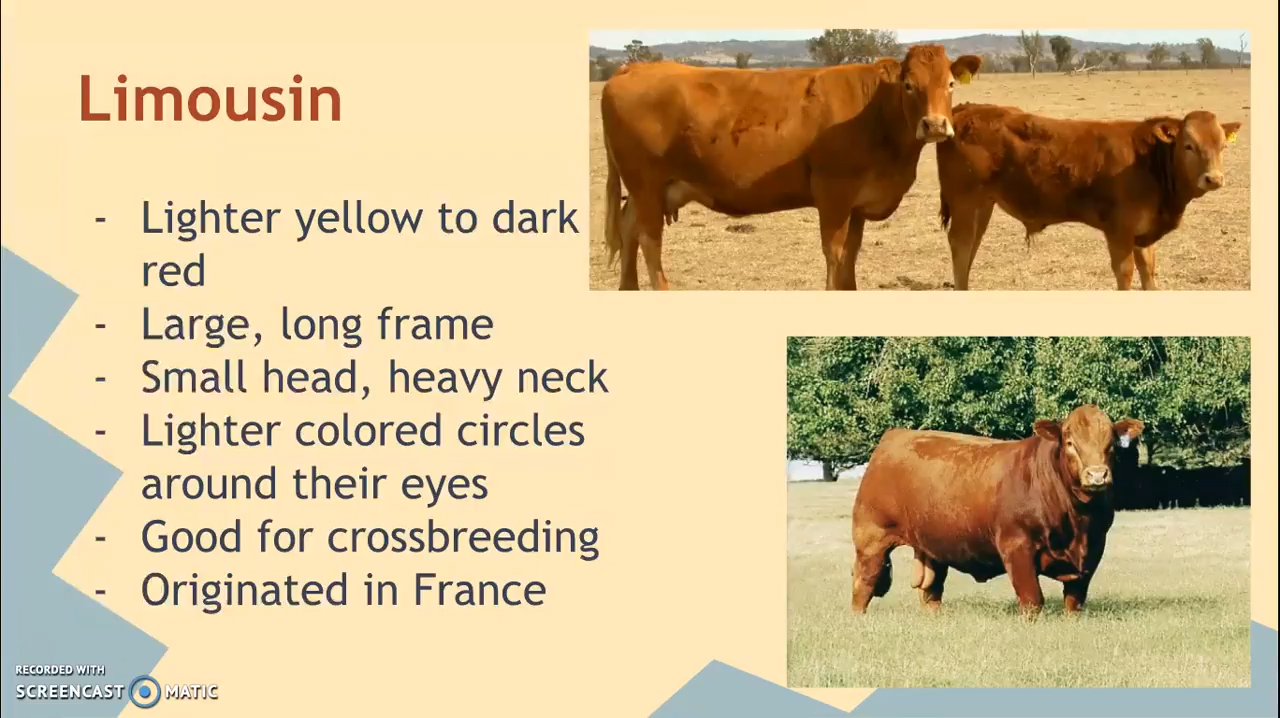 Limousin
- Lighter yellow to dark
red
- Large, long frame
- Small head, heavy neck
- Lighter colored circles
around their eyes
- Good for crossbreeding
- Originated in France
RECORDED WITH
SCREENCAST MATIC